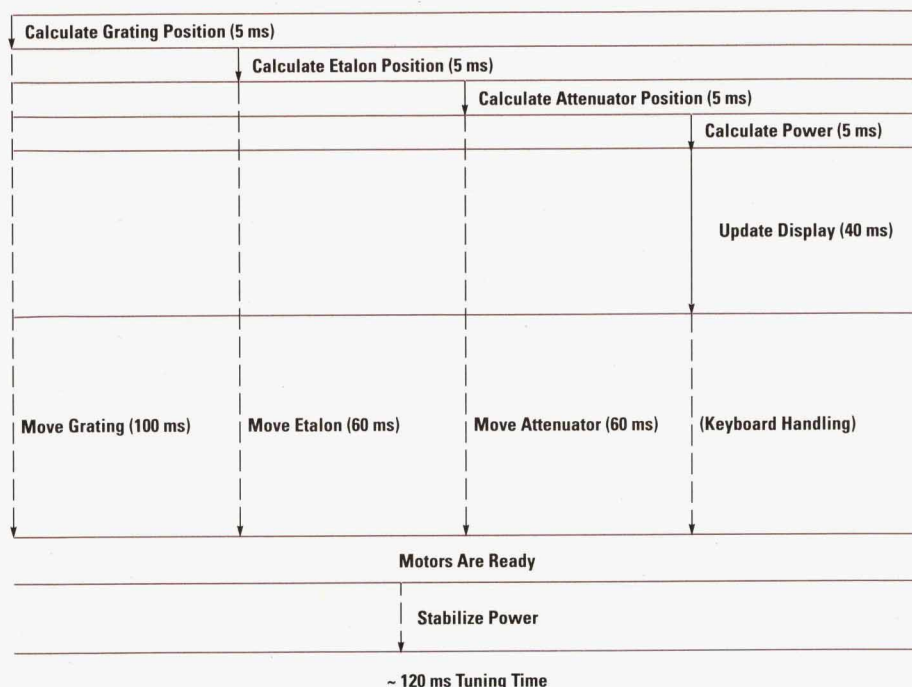 Calculate Grating Position (5 ms)
Calculate Etalon Position (5 ms)
Calculate Attenuator Position (5 ms)
Calculate Power (5 ms)
Update Display (40 ms)
Move Grating (100 ms)
Move Etalon (60 ms)
Move Attenuator (60 ms)
(Keyboard Handling)
Motors Are Ready
Stabilize Power
~ 120 ms Tuning Time